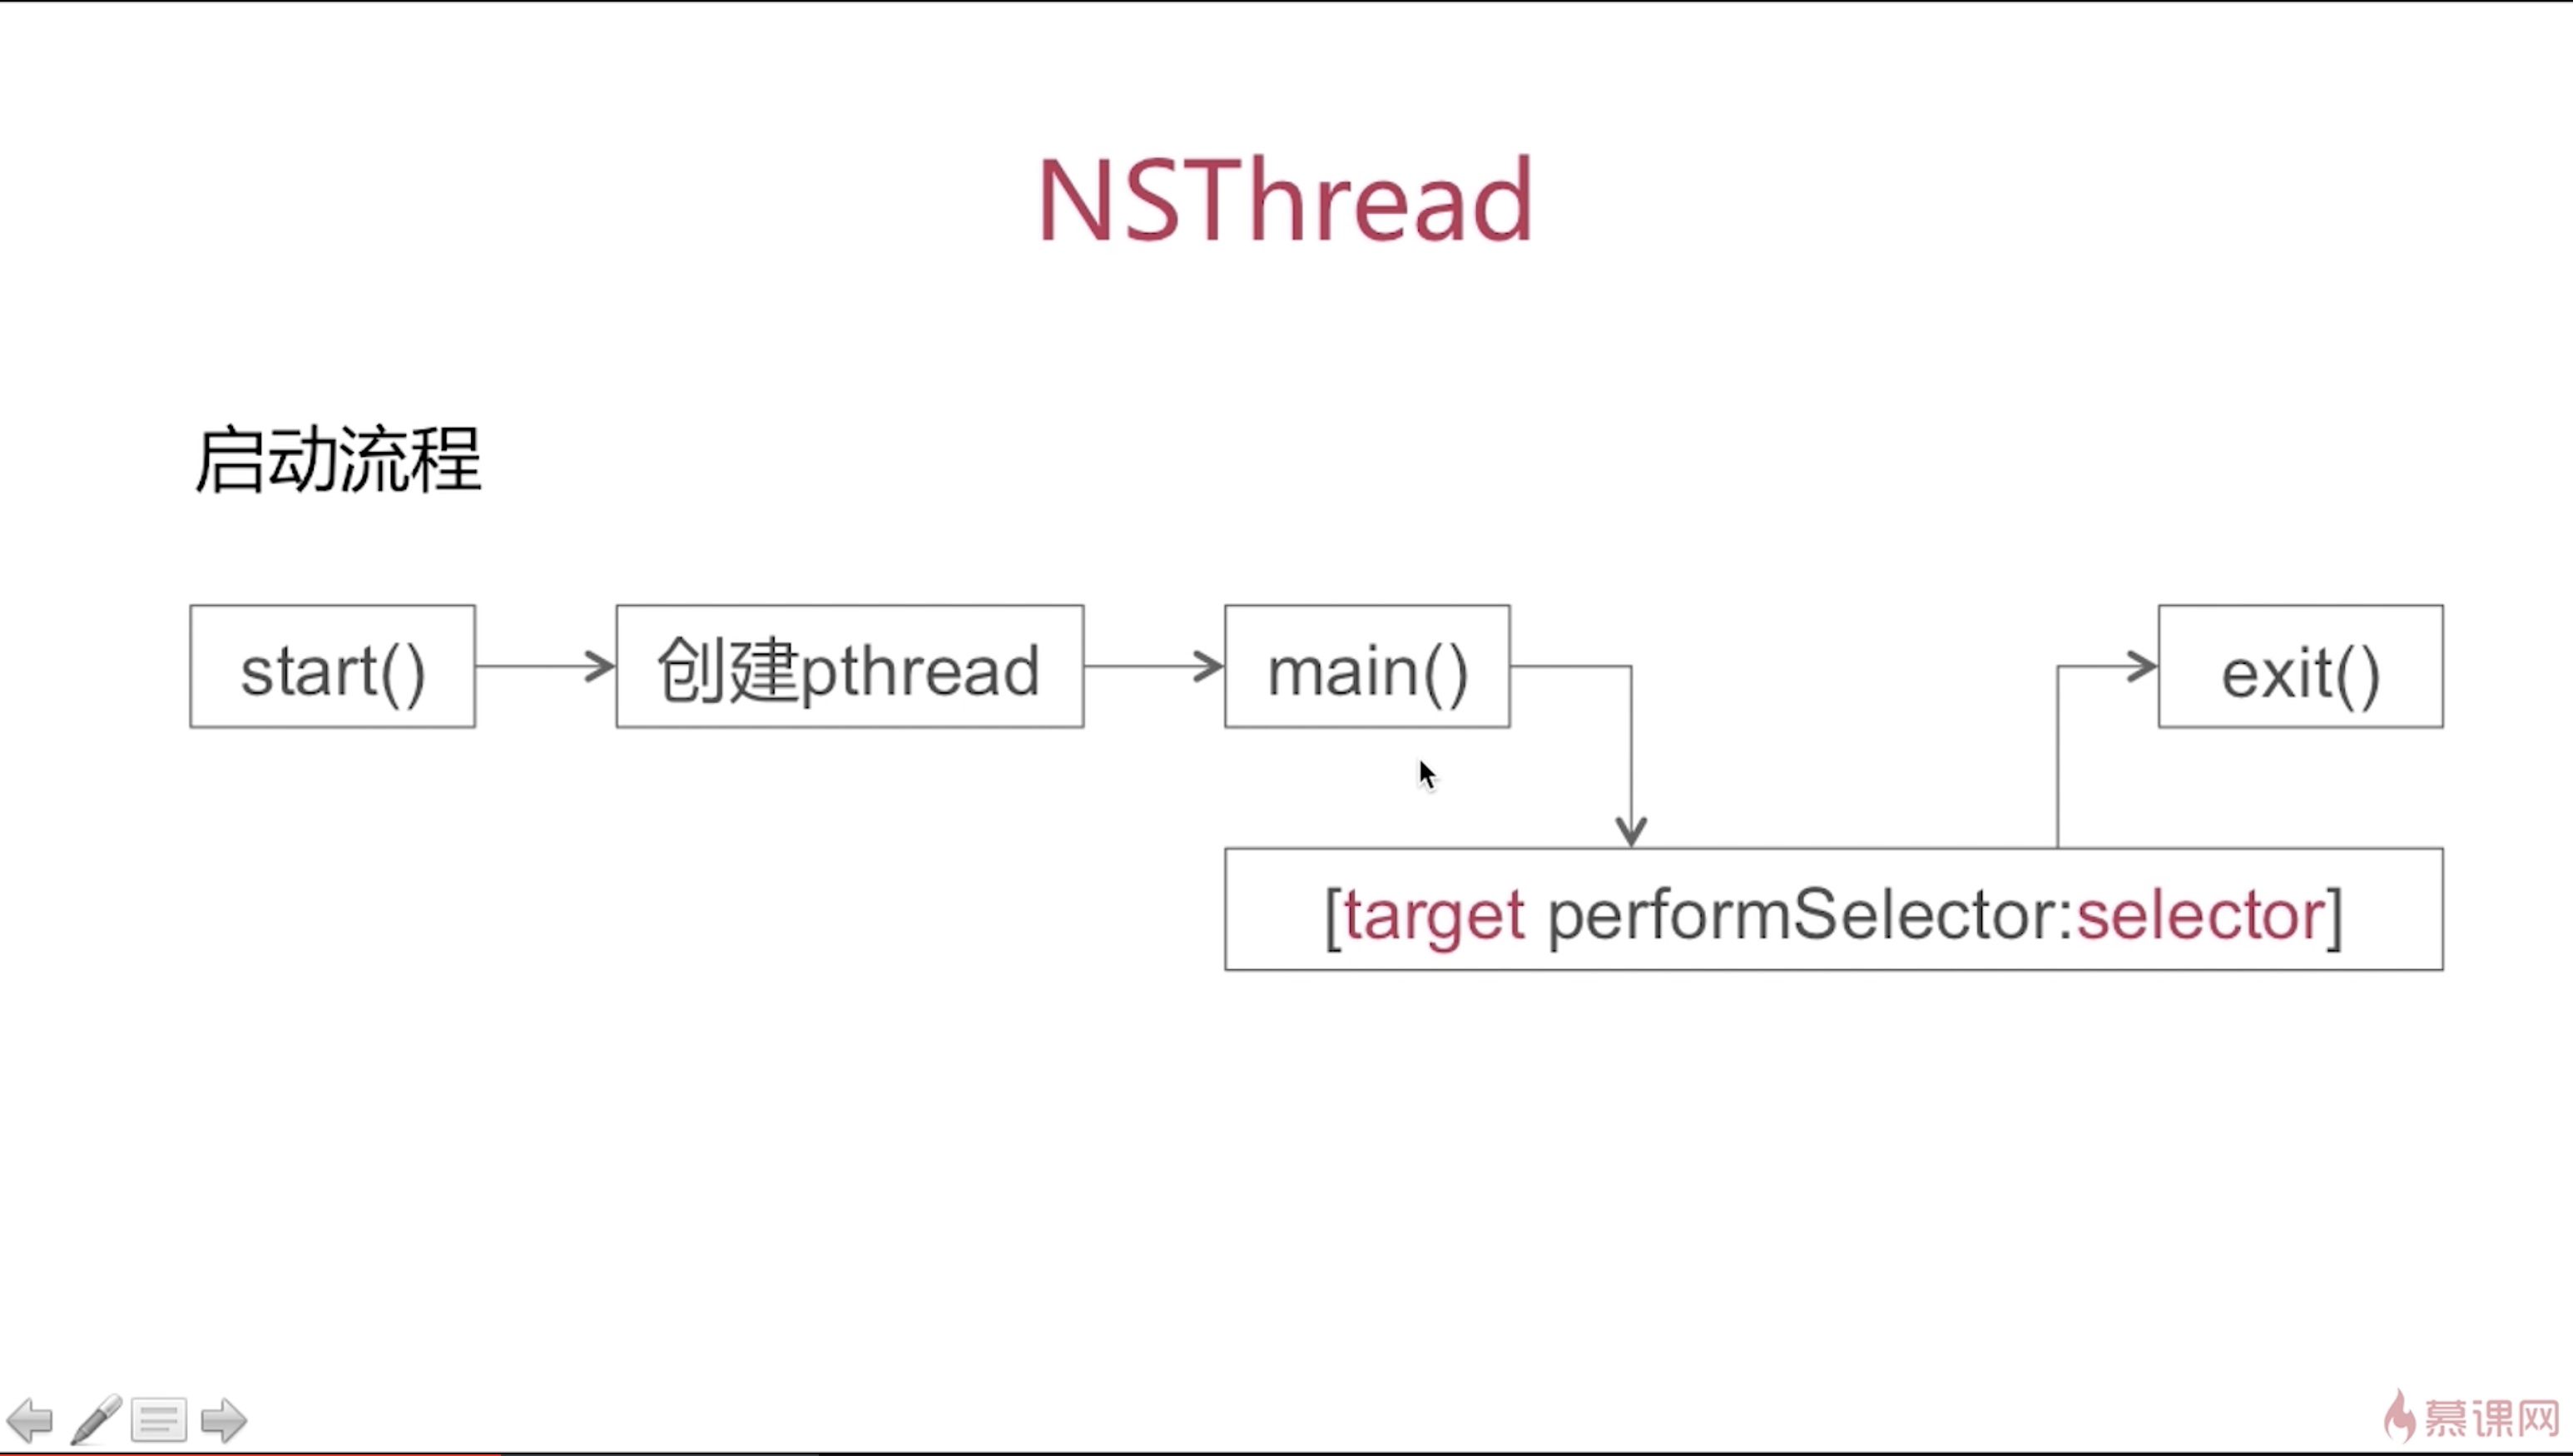 NSThread
启动流程
start()
创建pthread
main()
exit()
[target performSelector:selector]
慕课网